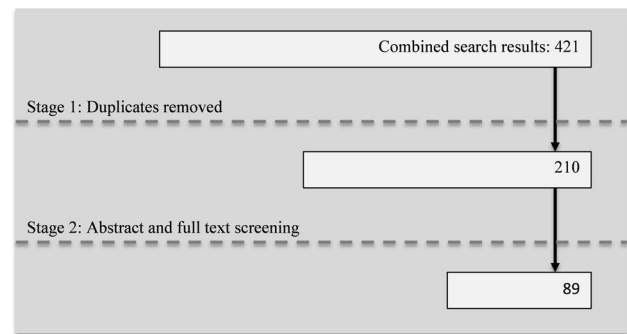 Combined search results: 421
Stage 1: Duplicates removed
210
Stage 2: Abstract and full text screening
89